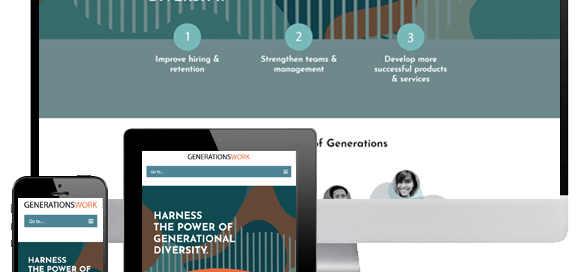 DIVERSITY.
1
2
3
Improve hiring &
retention
Strengthen teams &
management
Develop more
successful products
& services
of Generations
GENERATIONSWORK
Go to...
HARNESS
THE POWER OF
GENERATIONAL
DIVERSITY.
GENERATIONSWORK
Go to...
HARNESS
THE POWER OF